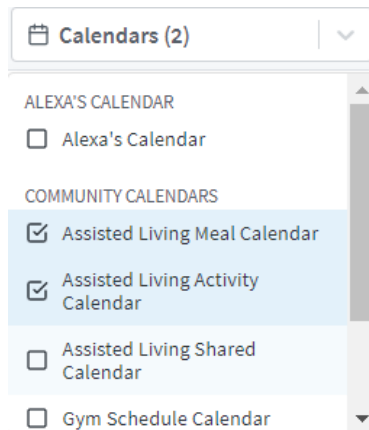 Calendars (2)
ALEXA'S CALENDAR
Alexa's Calendar
COMMUNITY CALENDARS
Assisted Living Meal Calendar
Assisted Living Activity
Calendar
Assisted Living Shared
Calendar
Gym Schedule Calendar